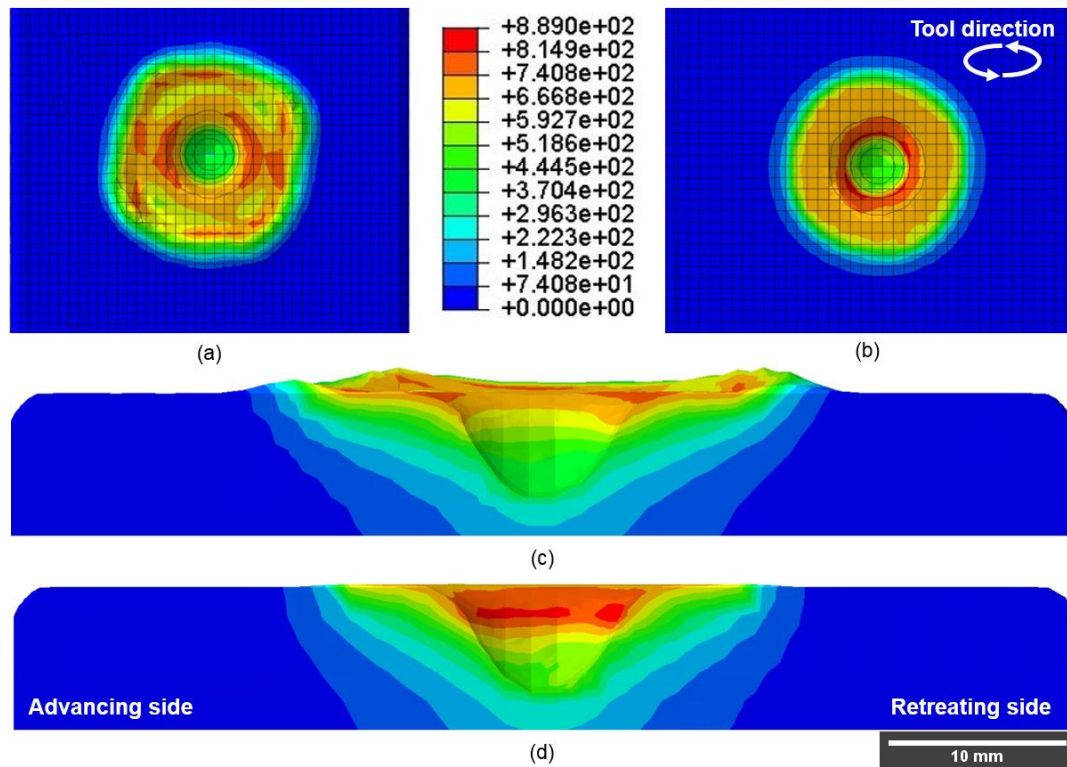 +8.890e+02
+8.149e+02
+7.408e+02
+6.668e+02
+5.927e+02
+5.186e+02
+4.445e+02
+3.704e+02
+2.963e+02
+2.223e+02
+1.482e+02
+7.408e+01
+0.000e+00
Tool direction
(a)
(b)
(c)
Advancing side
Retreating side
(d)
10 mm